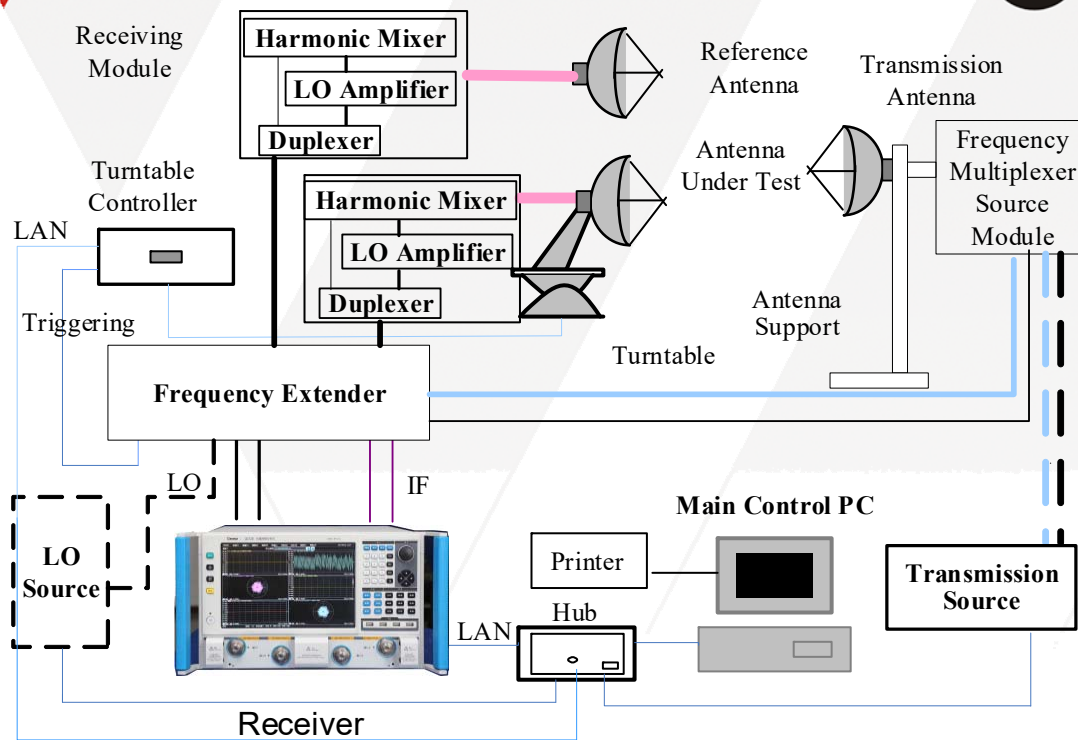 Receiving
Module
Harmonic Mixer
LO Amplifier
Duplexer
Reference
Antenna
Transmission
Antenna
Frequency
Multiplexer
Source
Module
Turntable
Controller
Harmonic Mixer
LO Amplifier
Duplexer
Antenna
Under Test
LAN
Triggering
Antenna
Support
Turntable
Frequency Extender
LO
IF
LO
Source
Main Control PC
Printer
Transmission
Source
Hub
LAN
Receiver